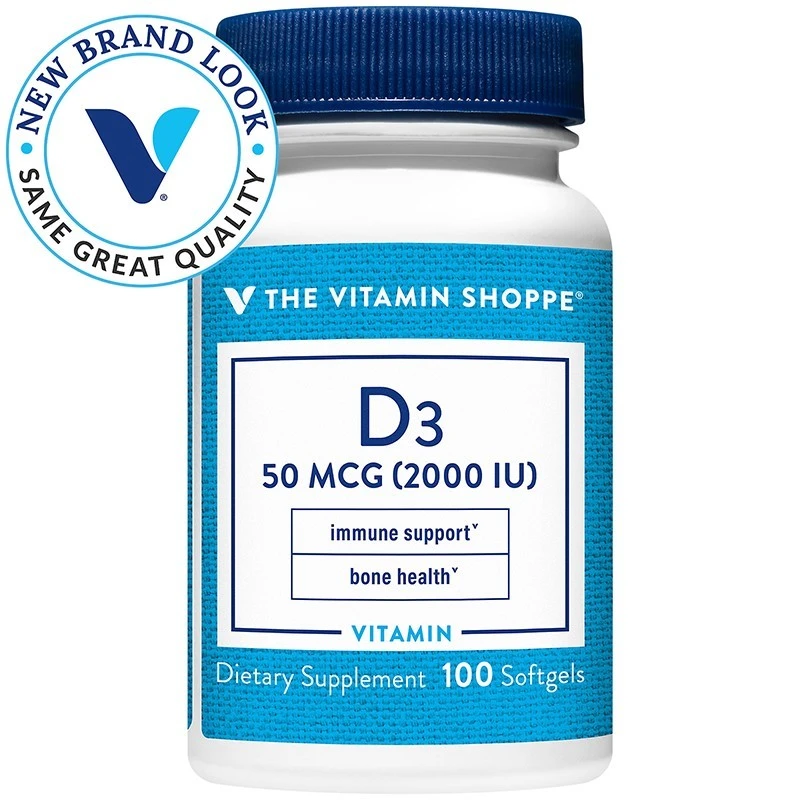 NEW BRAND LOOK
SAME GREAT QUALITY
®
THE VITAMIN SHOPPE®
D3
50 MCG (2000 IU)
immune support˅
bone health˅
VITAMIN
Dietary Supplement 100 Softgels